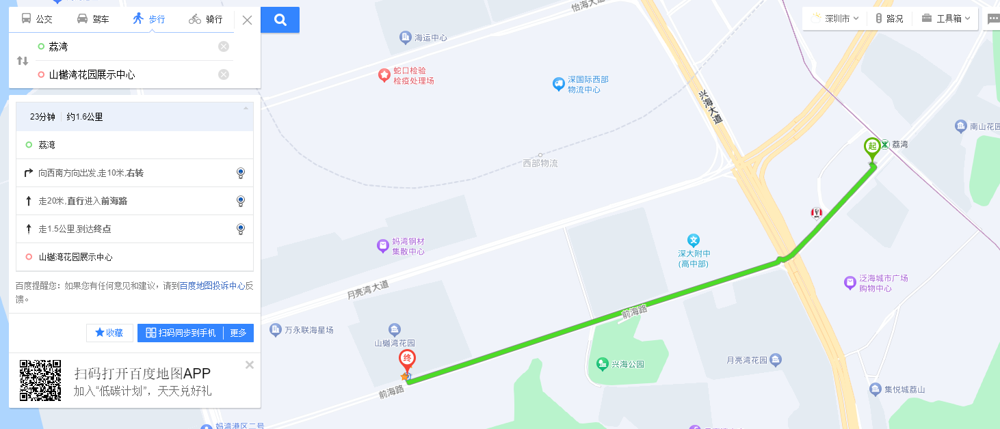 公交
驾车
步行
骑行
荔湾
山樾湾花园展示中心
23分钟
约1.6公里
荔湾
向西南方向出发,走10米,右转
走20米,直行进入前海路
走1.5公里,到达终点
山樾湾花园展示中心
百度提醒您：如果您有任何意见和建议，请到百度地图投诉中心反
馈。
收藏
扫码同步到手机
更多
扫码打开百度地图APP
加入“低碳计划”，天天兑好礼
深圳市
路况
工具箱
怡海大道
海运中心
蛇口检验
检疫处理场
深国际西部
物流中心
兴海大道
南山花园
起
荔湾
西部物流
妈湾钢材
集散中心
文
深大附中
(高中部)
泛海城市广场
购物中心
月亮湾大道
前海路
万永联海星场
山樾湾花园
终
兴海公园
月亮湾花园
前海路
集悦城荔山
妈湾港区二号